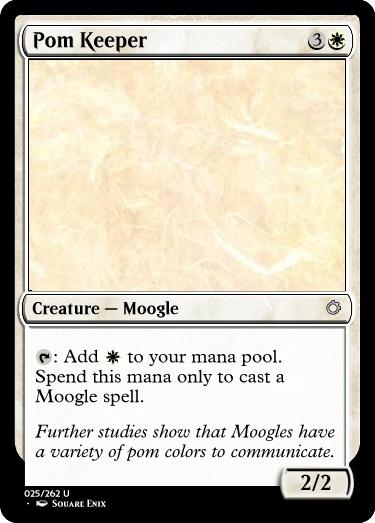 Pom Keeper 3
Creature — Moogle
: Add to your mana pool.
Spend this mana only to cast a
Moogle spell.
Further studies show that Moogles have
a variety of pom colors to communicate.
2/2
025/262 U
· Square Enix